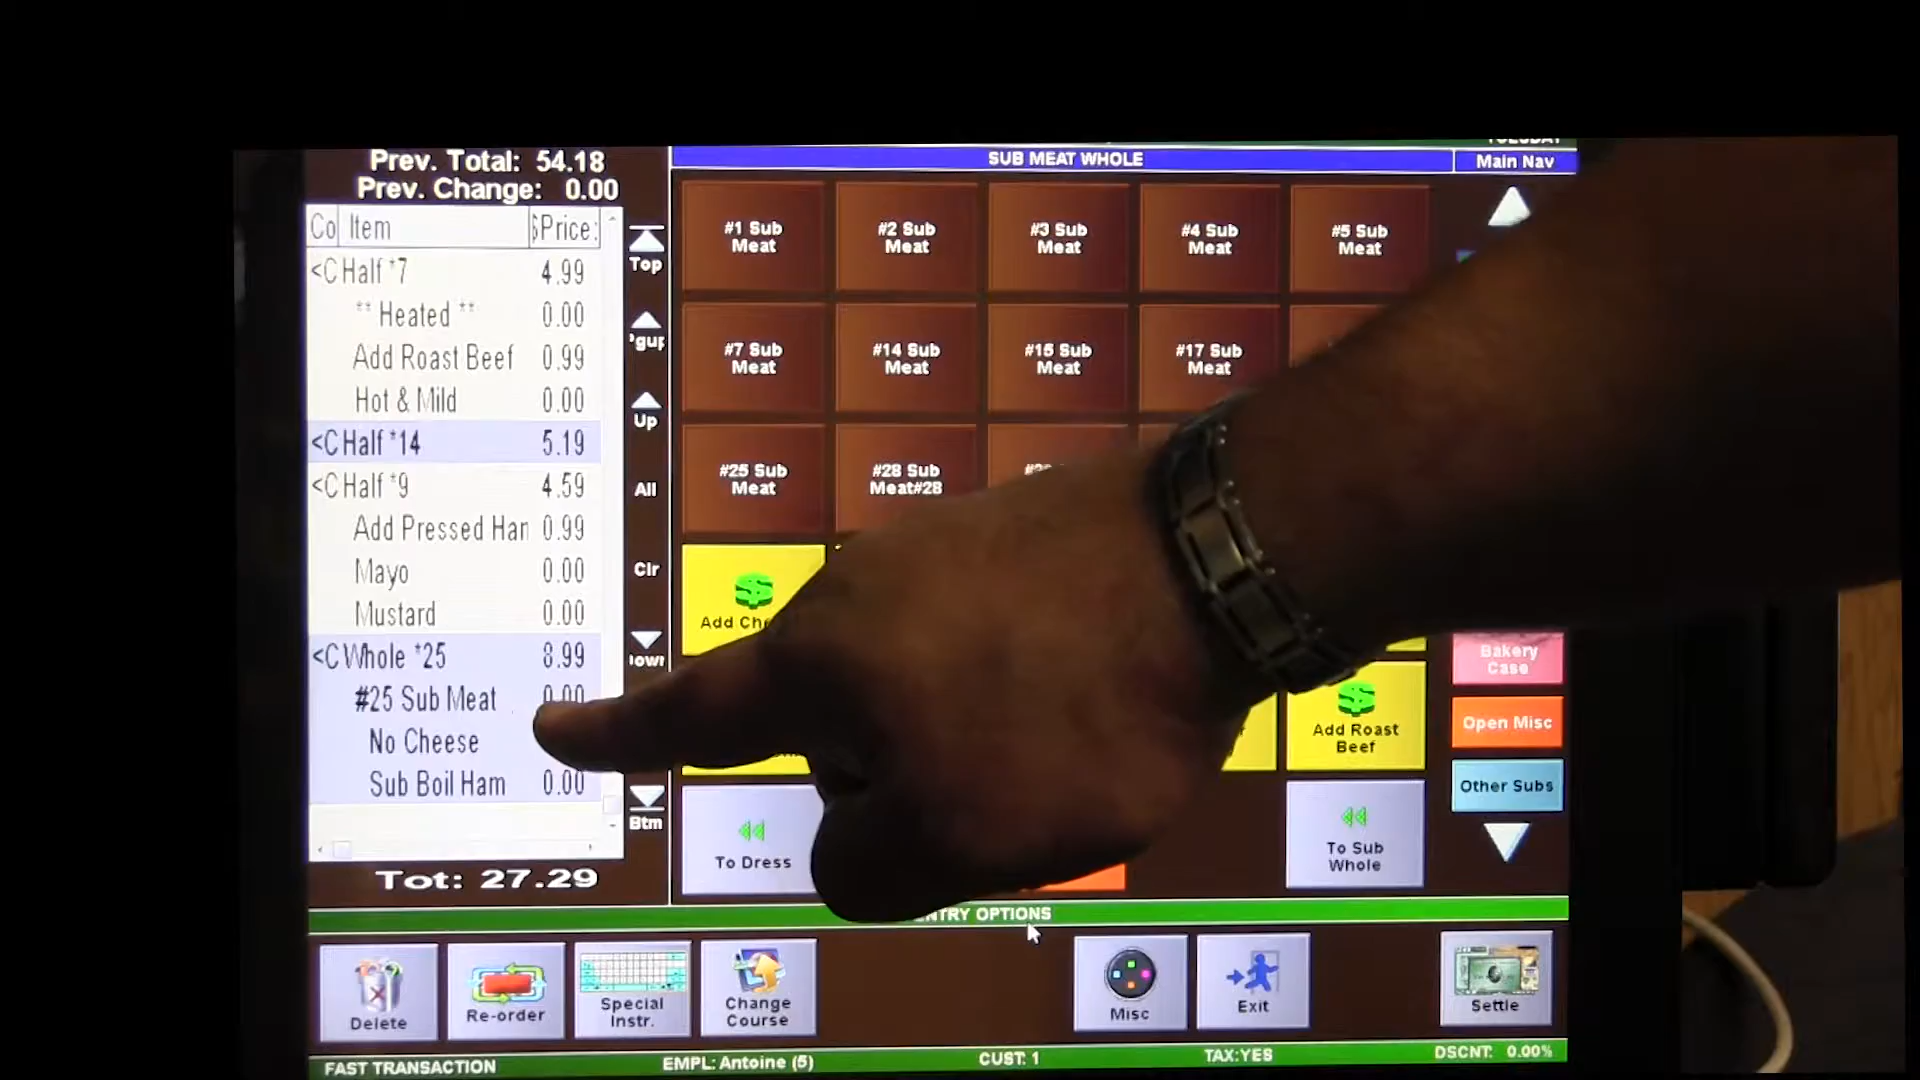 Prev. Total: 54.18
Prev. Change: 0.00
Co Item $Price:
<C Half *7 4.99
** Heated ** 0.00
Add Roast Beef 0.99
Hot & Mild 0.00
<C Half *14 5.19
<C Half *9 4.59
Add Pressed Han 0.99
Mayo 0.00
Mustard 0.00
<C Whole *25 8.99
#25 Sub Meat 0.00
No Cheese
Sub Boil Ham 0.00
Tot: 27.29
Top
Up
All
Clr
Btm
SUB MEAT WHOLE
Main Nav
#1 Sub
Meat
#2 Sub
Meat
#3 Sub
Meat
#4 Sub
Meat
#5 Sub
Meat
#7 Sub
Meat
#14 Sub
Meat
#15 Sub
Meat
#17 Sub
Meat
#25 Sub
Meat
#28 Sub
Meat#28
Add
Add Roast
Beef
To Dress
To Sub
Whole
Bakery
Case
Open Misc
Other Subs
OPTIONS
Delete
Re-order
Special
Instr.
Change
Course
Misc
Exit
Settle
FAST TRANSACTION
EMPL: Antoine (5)
CUST: 1
TAX:YES
DSCNT: 0.00%